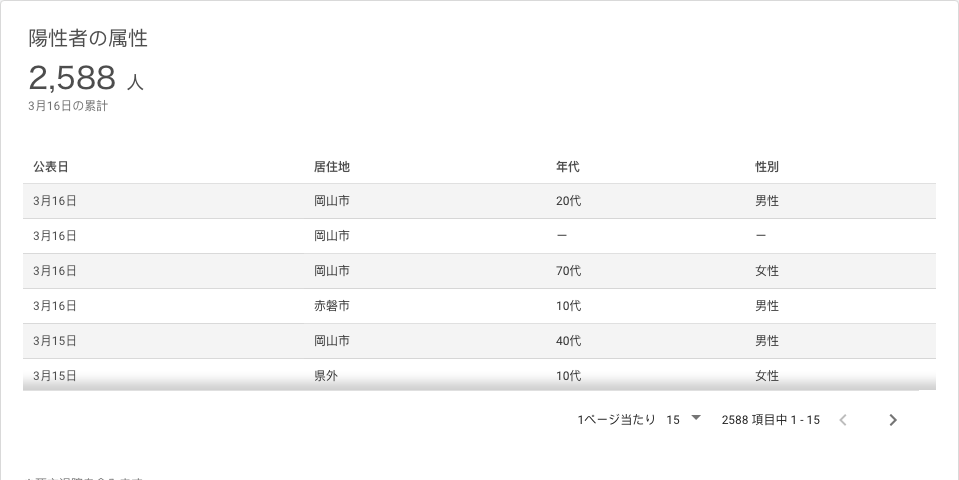 陽性者の属性
2,588 人
3月16日の累計
公表日 居住地 年代 性別
3月16日 岡山市 20代 男性
3月16日 岡山市 ー ー
3月16日 岡山市 70代 女性
3月16日 赤磐市 10代 男性
3月15日 岡山市 40代 男性
3月15日 県外 10代 女性
1ページ当たり 15 2588 項目中 1 - 15